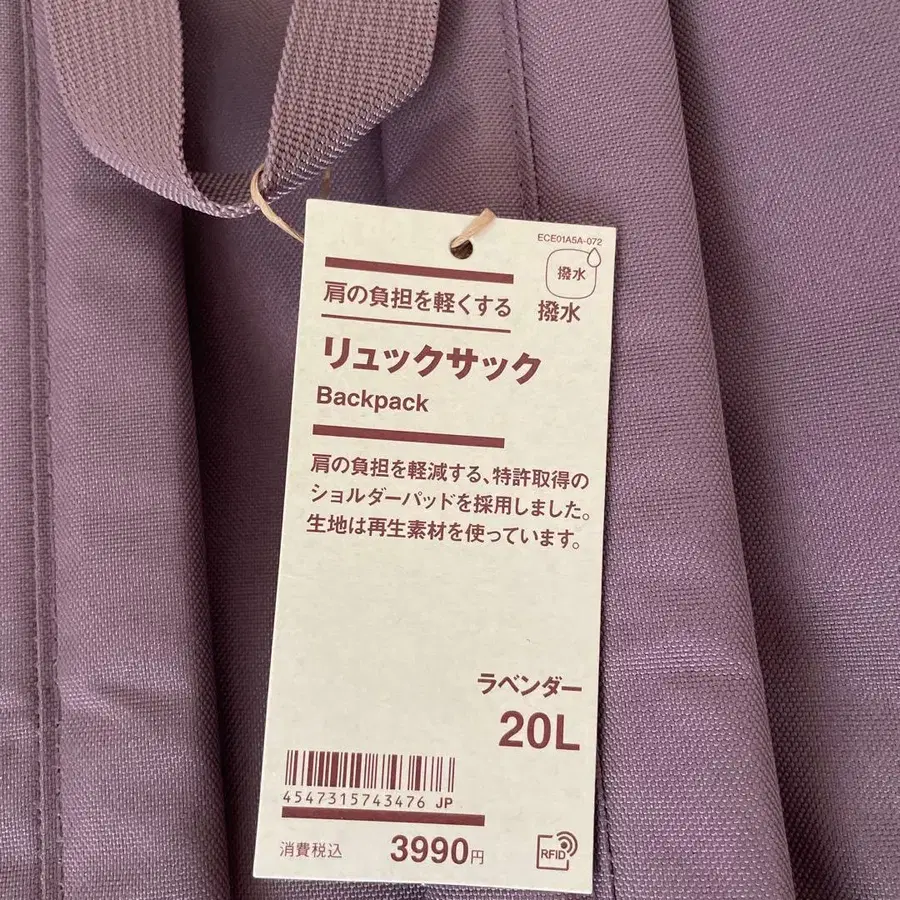 ECE01A5A-072
撥水
撥水
肩の負担を軽くする
リュックサック
Backpack
肩の負担を軽減する、特許取得の
ショルダーパッドを採用しました。
生地は再生素材を使っています。
ラベンダー
20L
4547315743476 JP
消費税込 3990円
RFID